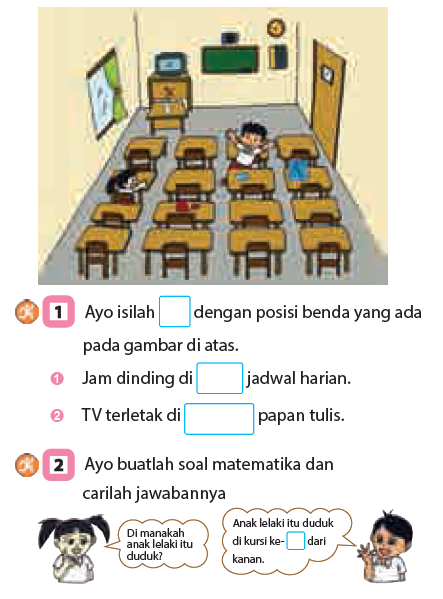 1 Ayo isilah dengan posisi benda yang ada
pada gambar di atas.
1 Jam dinding di jadwal harian.
2 TV terletak di papan tulis.
2 Ayo buatlah soal matematika dan
carilah jawabannya
Di manakah
anak lelaki itu
duduk?
Anak lelaki itu duduk
di kursi ke- dari
kanan.